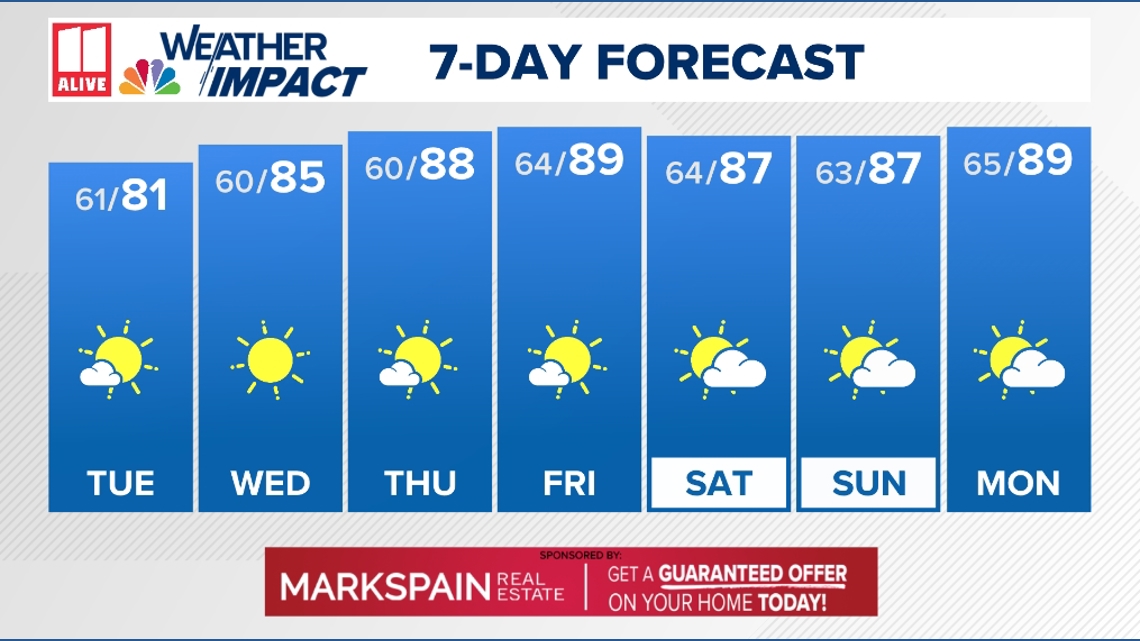 11
ALIVE
WEATHER
IMPACT
7-DAY FORECAST
61/81
60/85
60/88
64/89
64/87
63/87
65/89
TUE
WED
THU
FRI
SAT
SUN
MON
SPONSORED BY:
MARKSPAIN REAL ESTATE
GET A GUARANTEED OFFER
ON YOUR HOME TODAY!